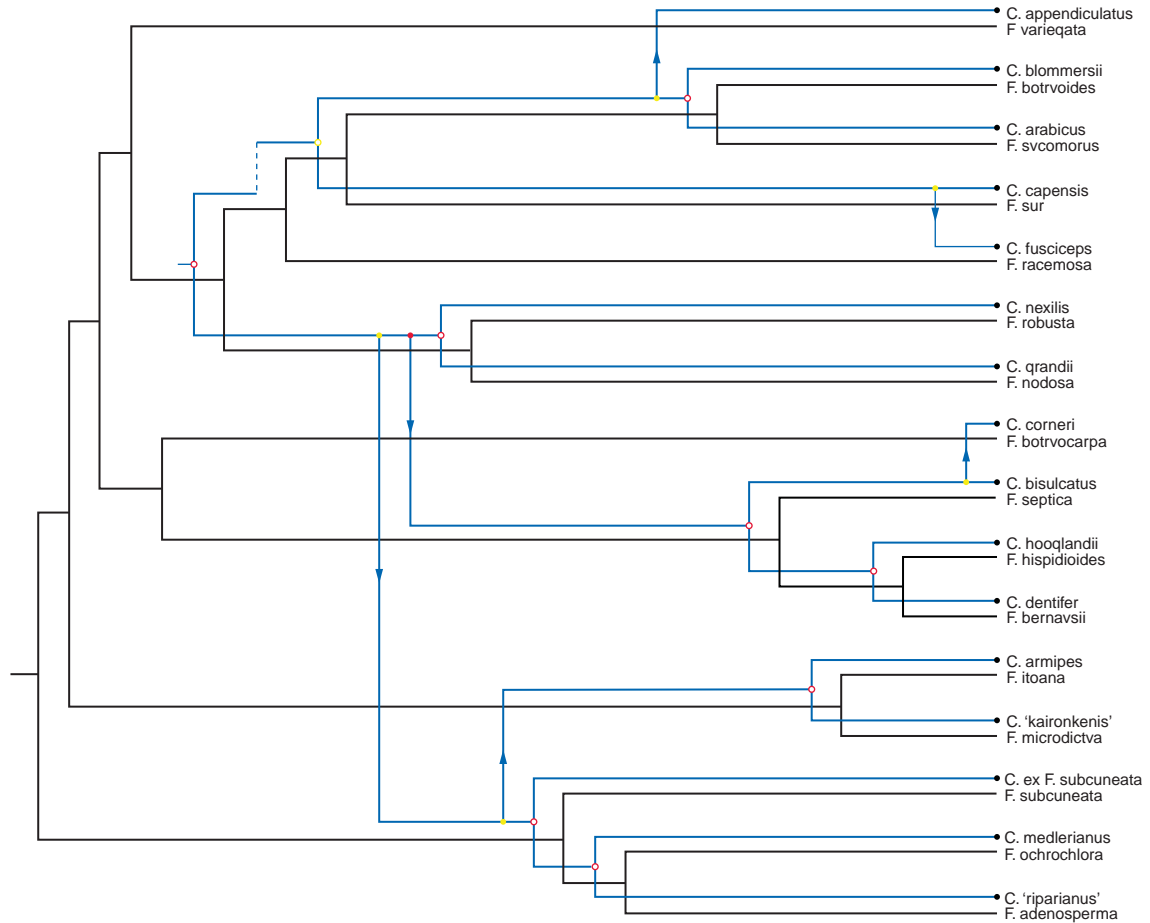 C. appendiculatus
F varieqata
C. blommersii
F. botrvoides
C. arabicus
F. svcomorus
C. capensis
F. sur
C. fusciceps
F. racemosa
C. nexilis
F. robusta
C. qrandii
F. nodosa
C. corneri
F. botrvocarpa
C. bisulcatus
F. septica
C. hooqlandii
F. hispidioides
C. dentifer
F. bernavsii
C. armipes
F. itoana
C. ‘kaironkenis’
F. microdictva
C. ex F. subcuneata
F. subcuneata
C. medlerianus
F. ochrochlora
C. ‘riparianus’
F. adenosperma